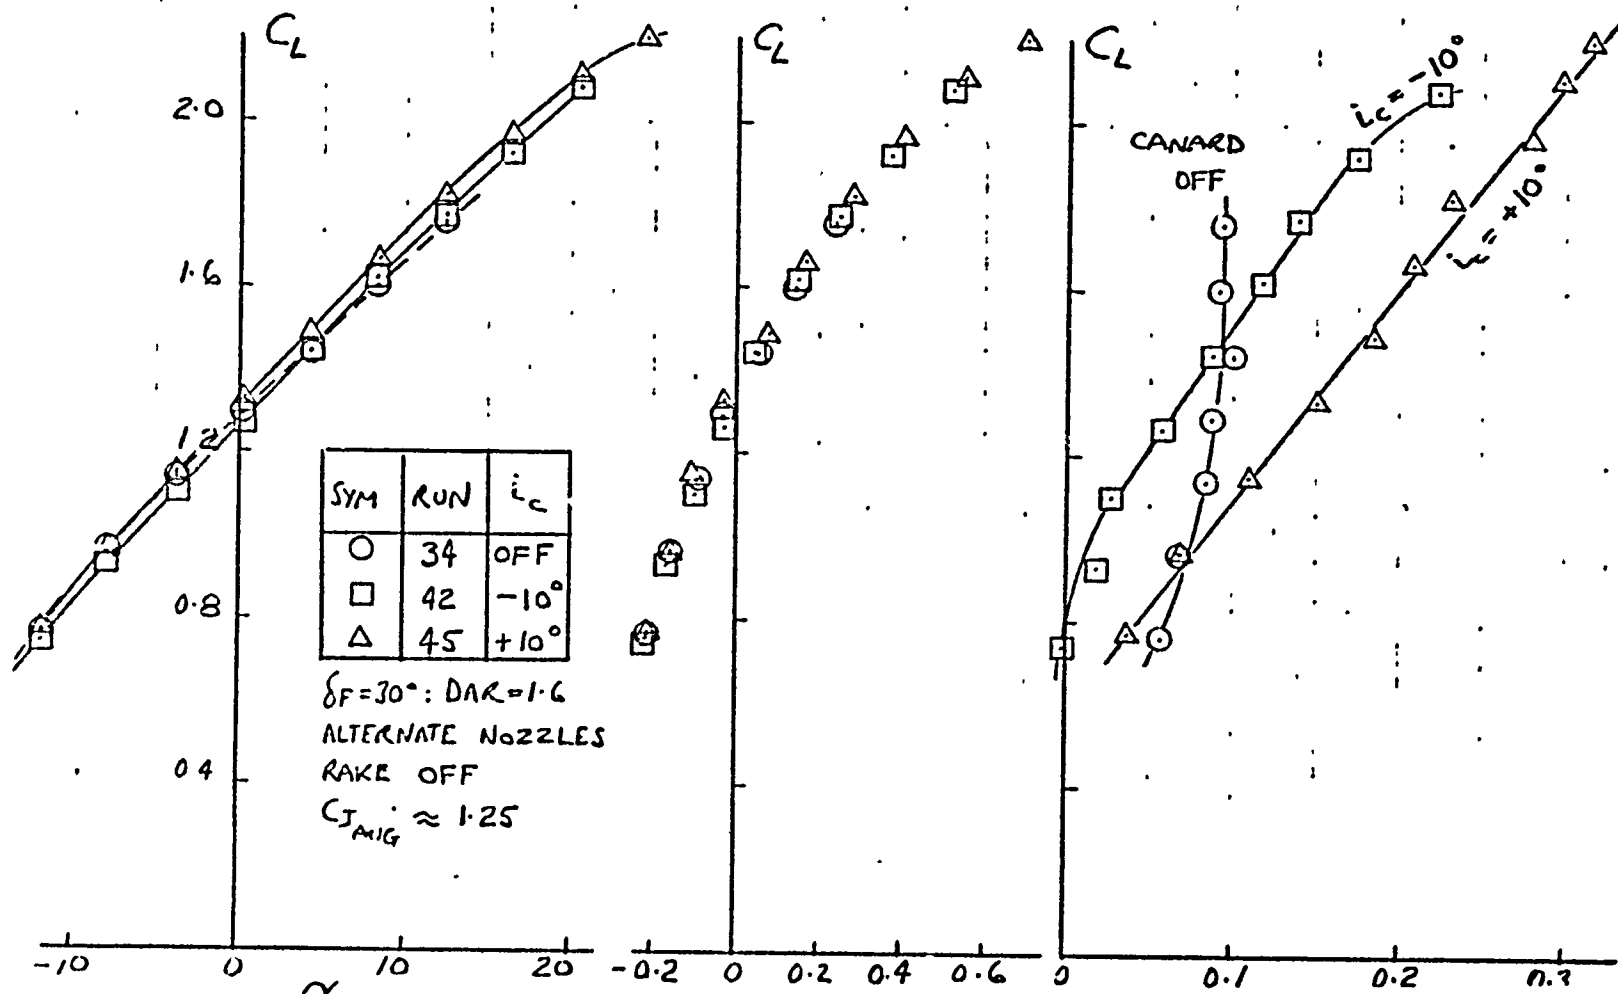 C_L
2.0
1.6
1.2
0.8
0.4
-10 0 10 20
α
SYM RUN i_c
○ 34 OFF
□ 42 -10°
△ 45 +10°
δF=30°: DAR=1.6
ALTERNATE NOZZLES
RAKE OFF
≈ 1.25
C_L
-0.2 0 0.2 0.4 0.6
C_L
CANARD
OFF
i_c = -10°
i_c = +10°
0 0.1 0.2 0.3